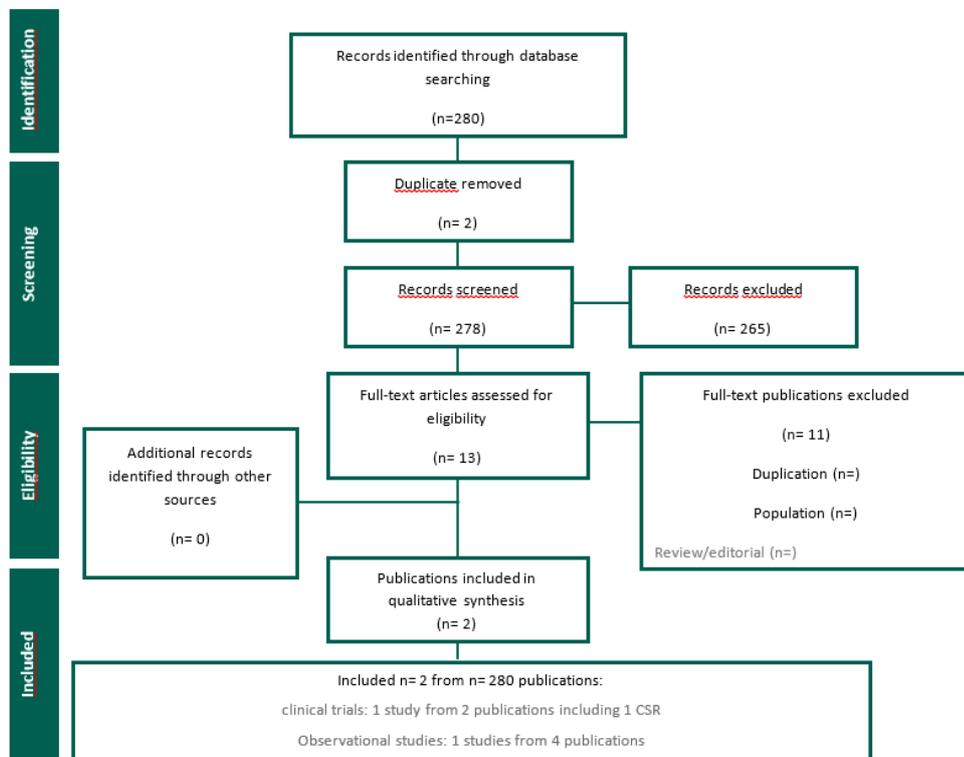 Identification
Records identified through database
searching
(n=280)
Screening
Duplicate removed
(n= 2)
Records screened
(n= 278)
Records excluded
(n= 265)
Eligibility
Full-text articles assessed for
eligibility
(n= 13)
Full-text publications excluded
(n= 11)
Duplication (n=)
Population (n=)
Review/editorial (n=)
Additional records
identified through other
sources
(n= 0)
Included
Publications included in
qualitative synthesis
(n= 2)
Included n= 2 from n= 280 publications:
clinical trials: 1 study from 2 publications including 1 CSR
Observational studies: 1 studies from 4 publications